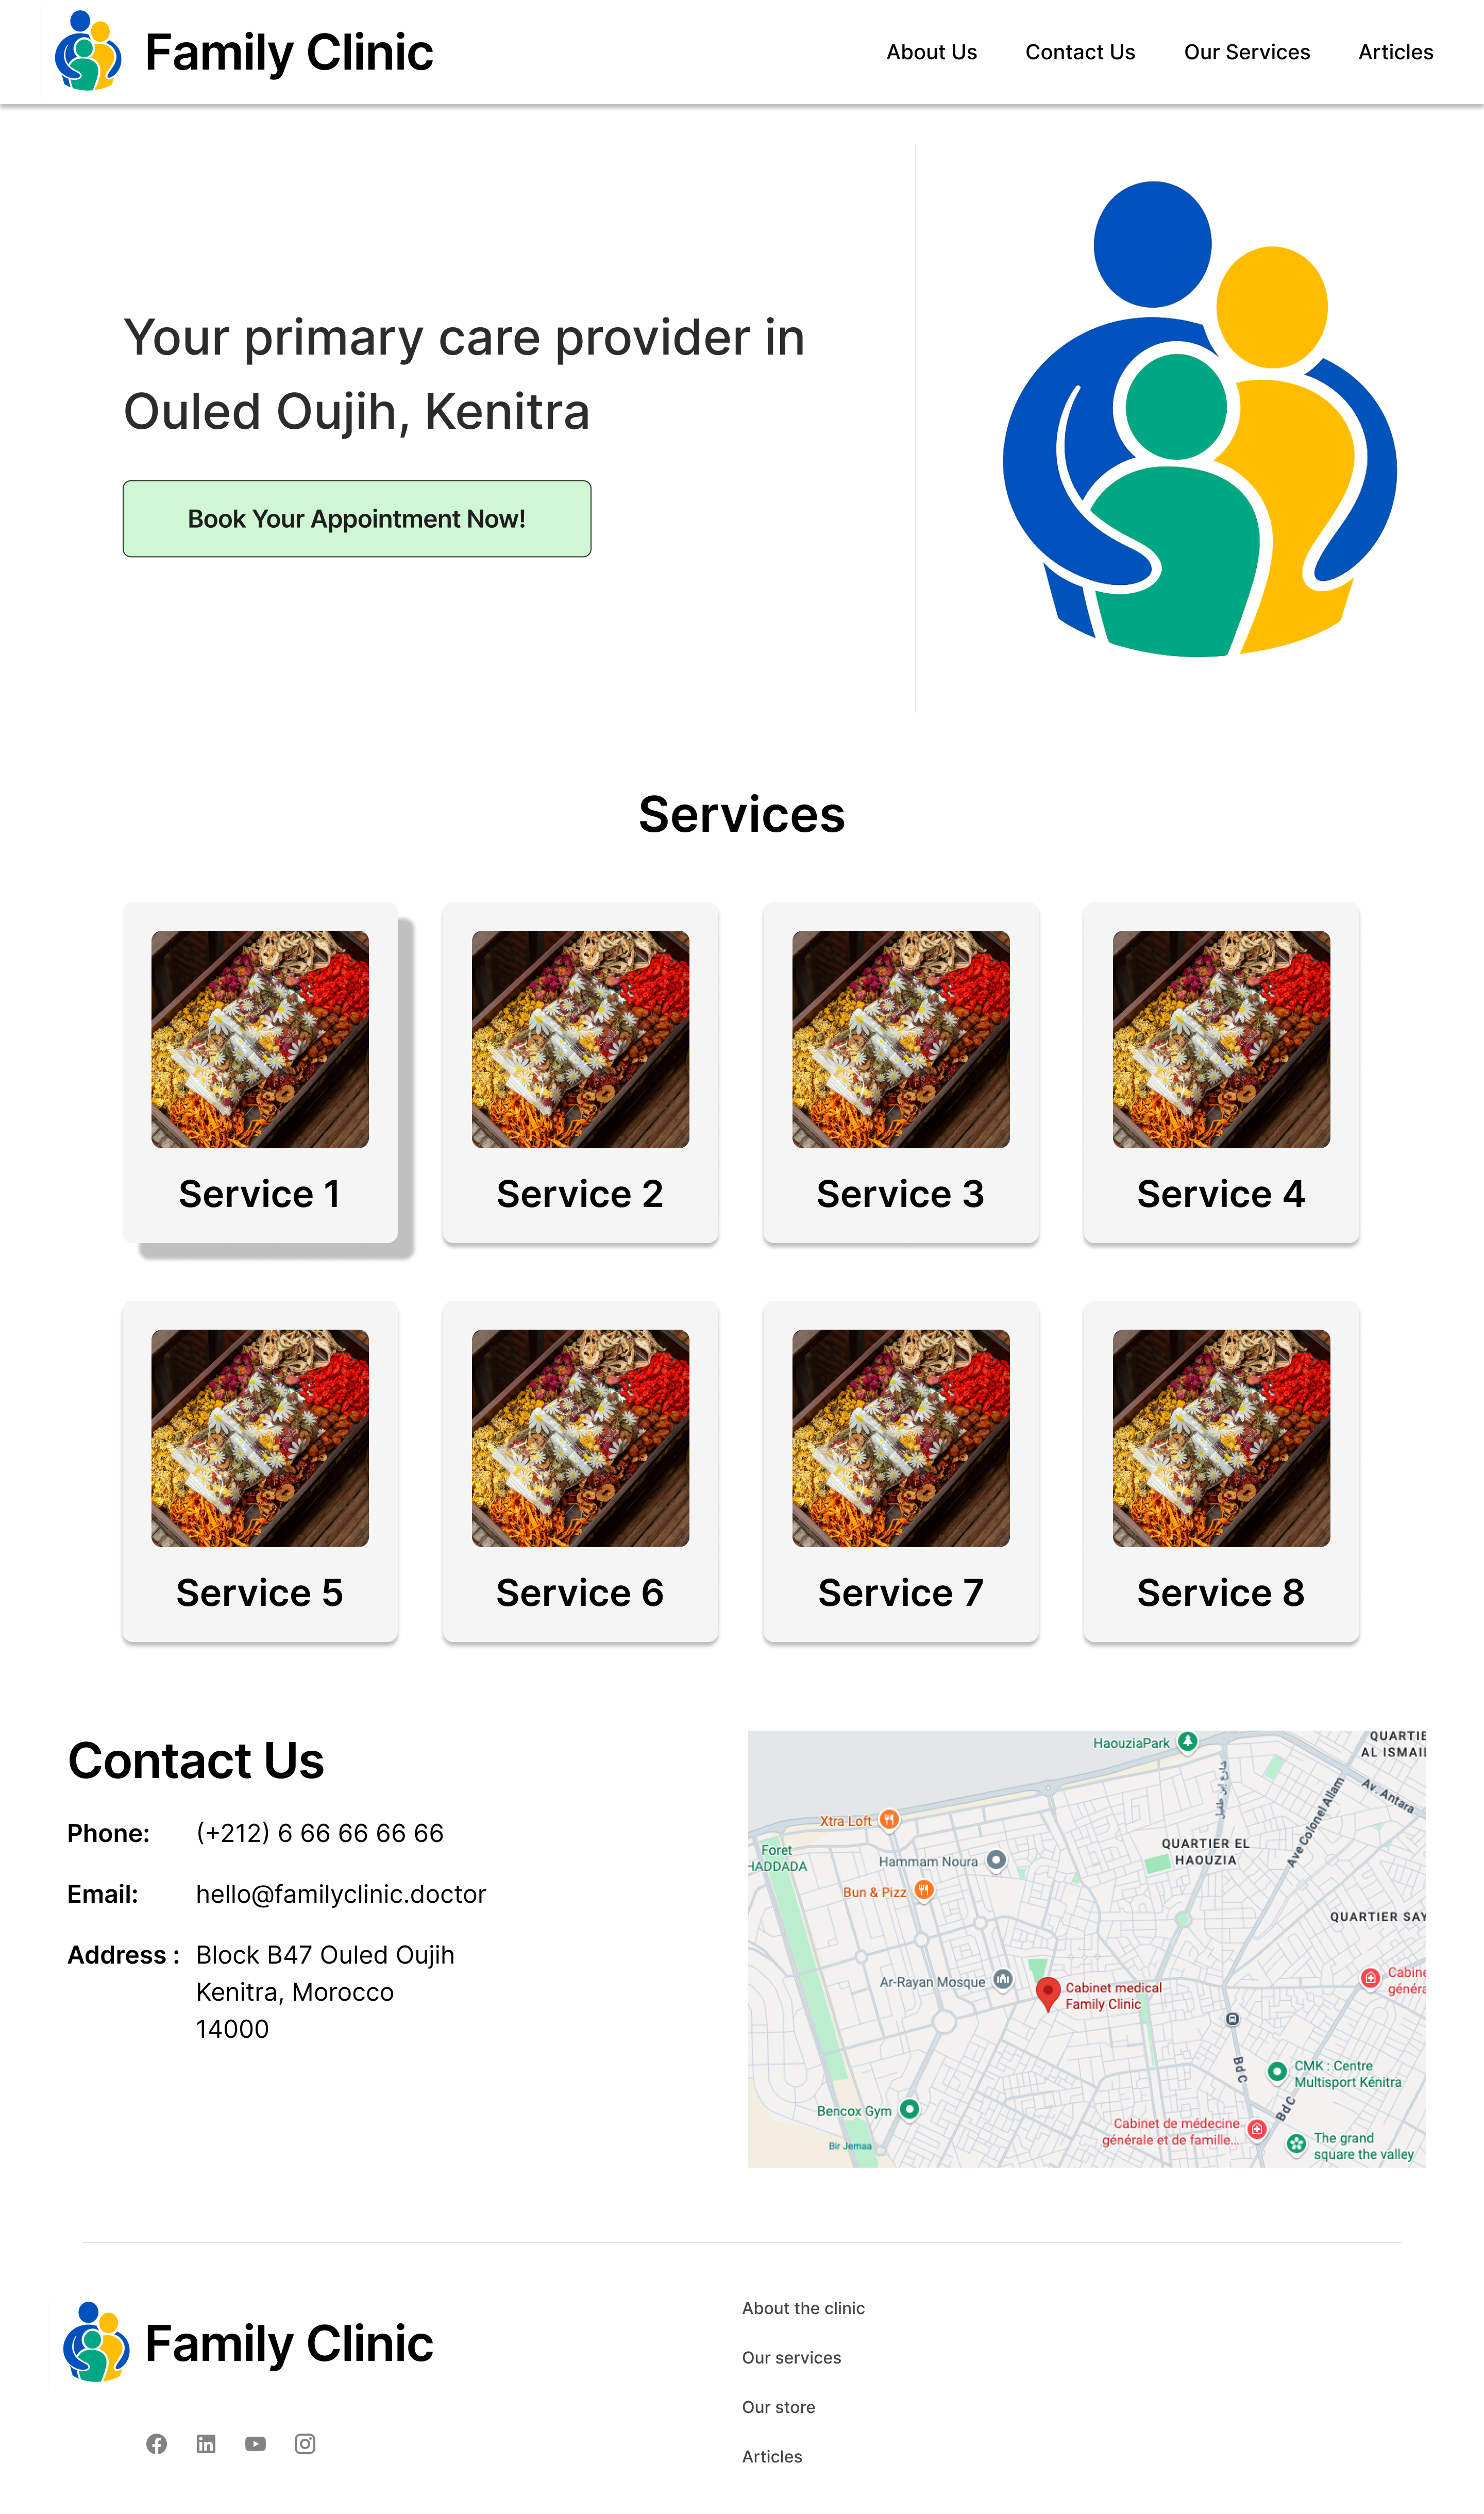 Family Clinic
About Us
Contact Us
Our Services
Articles
Your primary care provider in
Ouled Oujih, Kenitra
Book Your Appointment Now!
Services
Service 1
Service 2
Service 3
Service 4
Service 5
Service 6
Service 7
Service 8
Contact Us
Phone: (+212) 6 66 66 66 66
Email: hello@familyclinic.doctor
Address : Block B47 Ouled Oujih
Kenitra, Morocco
14000
HaouziaPark
QUARTIE
AL ISMAIL
Av. Antara
شارع إبن طفيل
Ave Colonel Allam
Xtra Loft
QUARTIER EL
HAOUZIA
Foret
HADDADA
Hammam Noura
Bun & Pizz
QUARTIER SAY
Ar-Rayan Mosque
Cabinet medical
Family Clinic
Cabine
généra
Bd C
CMK : Centre
Multisport Kénitra
Bd C
Bencox Gym
Cabinet de médecine
générale et de famille...
Bir Jemaa
The grand
square the valley
Family Clinic
About the clinic
Our services
Our store
Articles